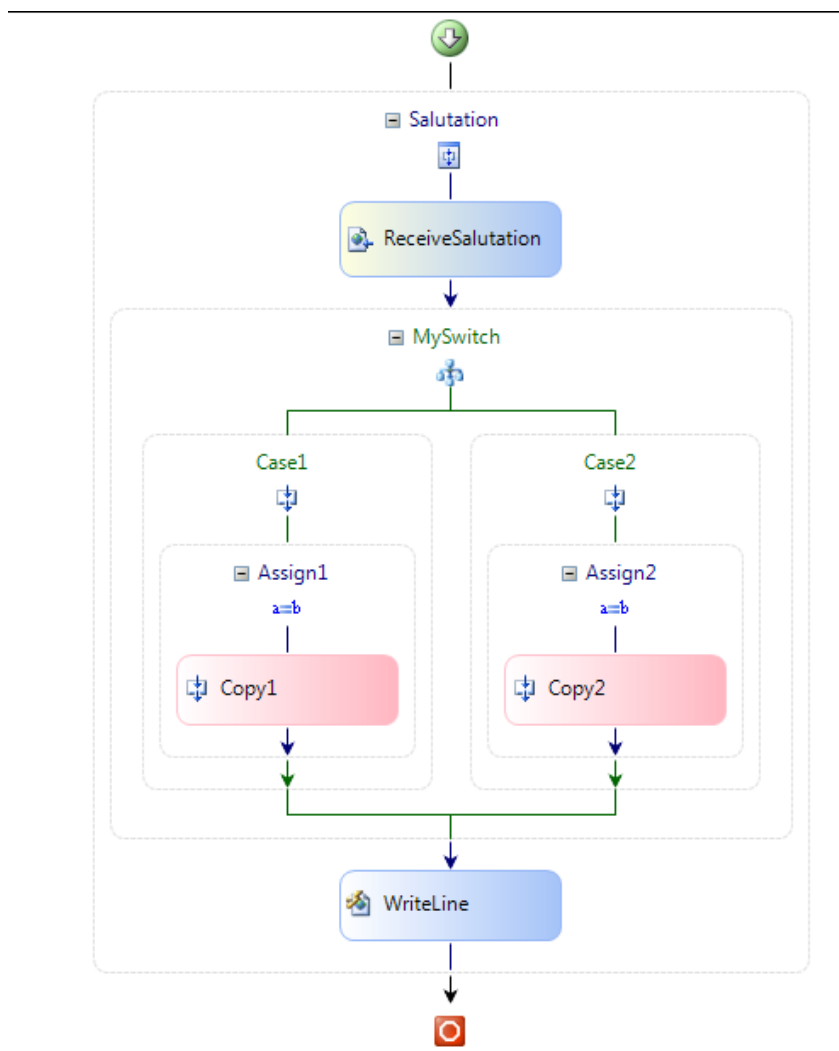 Salutation
ReceiveSalutation
MySwitch
Case1
Case2
Assign1
Assign2
a=b
a=b
Copy1
Copy2
WriteLine